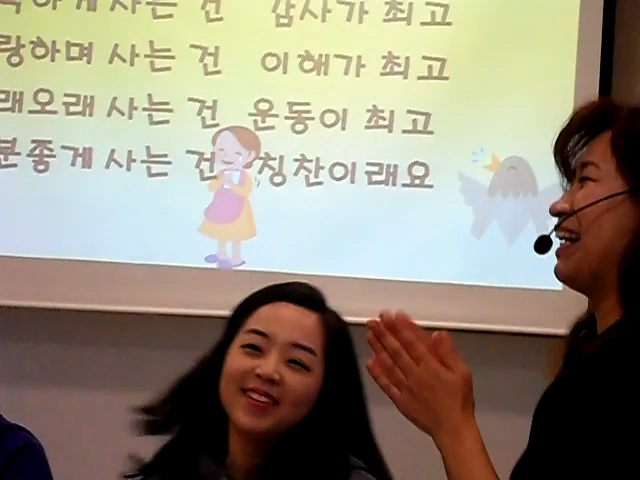 하게 사는 건 감사가 최고
랑하며 사는 건 이해가 최고
래오래 사는 건 운동이 최고
분좋게 사는 건 칭찬이래요